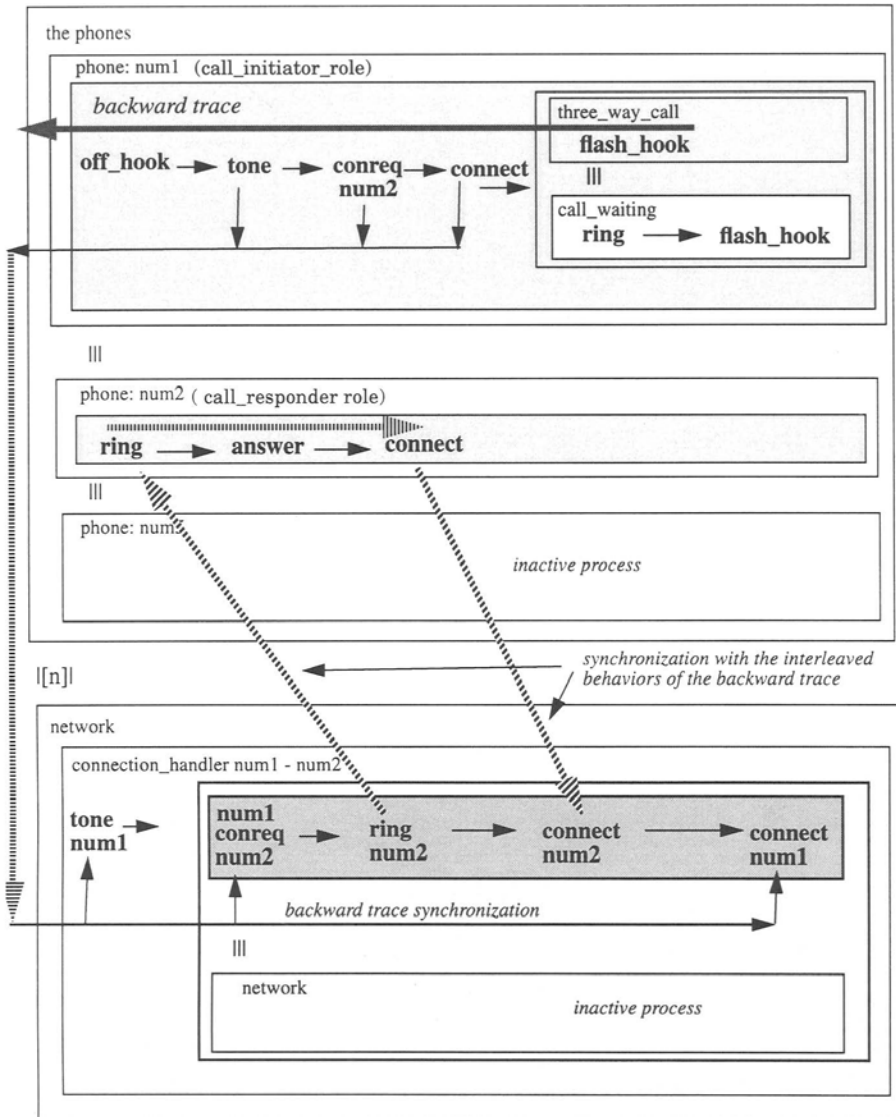 the phones
phone: num1 (call_initiator_role)
backward trace
three_way_call
flash_hook
off_hook
tone
conreq
num2
connect
|||
call_waiting
ring
flash_hook
|||
phone: num2 ( call_responder role)
ring
answer
connect
|||
phone:
inactive process
synchronization with the interleaved
behaviors of the backward trace
|[n]|
network
connection_handler num1 - num2
tone
num1
num1
conreq
num2
ring
num2
connect
num2
connect
num1
backward trace synchronization
|||
network
inactive process